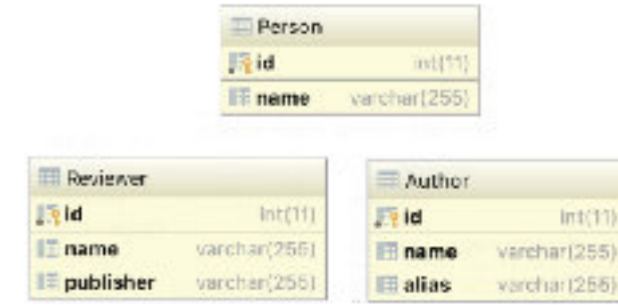 Person
id int(11)
name varchar(255)
Reviewer
id int(11)
name varchar(255)
publisher varchar(255)
Author
id int(11)
name varchar(255)
alias varchar(255)